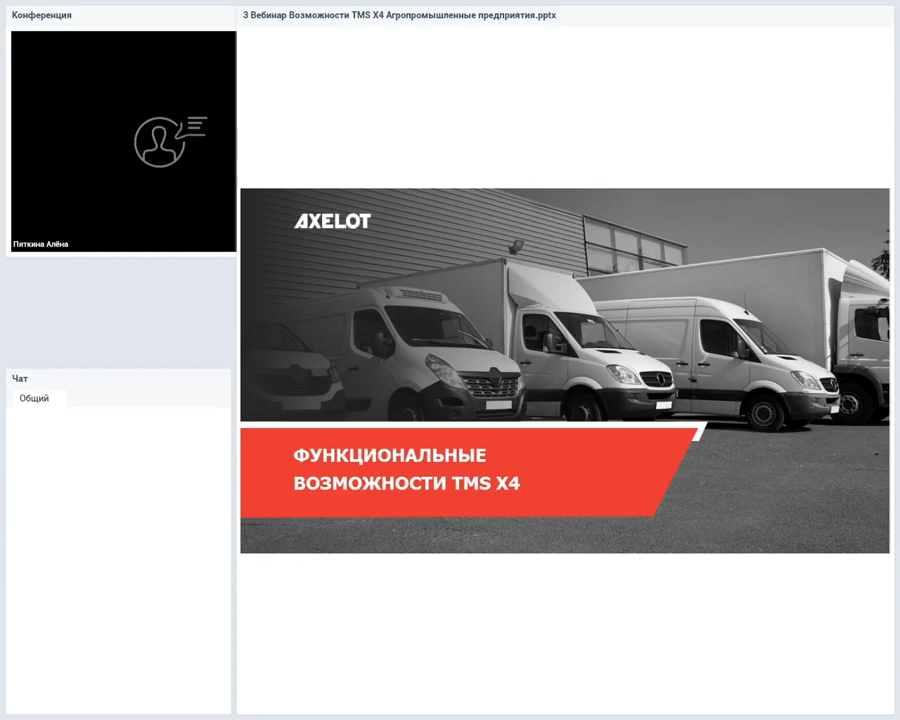 Конференция
3 Вебинар Возможности TMS X4 Агропромышленные предприятия.pptx
Пяткина Алёна
Чат
Общий
AXELOT
ФУНКЦИОНАЛЬНЫЕ
ВОЗМОЖНОСТИ TMS X4